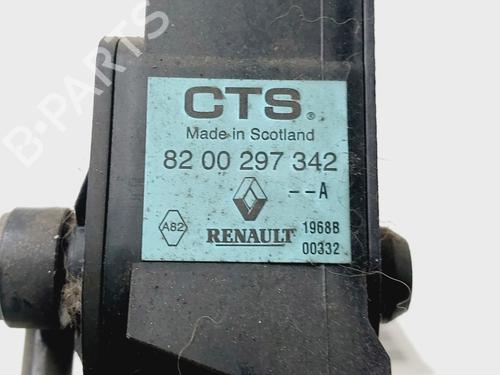 CTS®
Made in Scotland
82 00 297 342
--A
A82
RENAULT
1968B
00332
B-PARTS